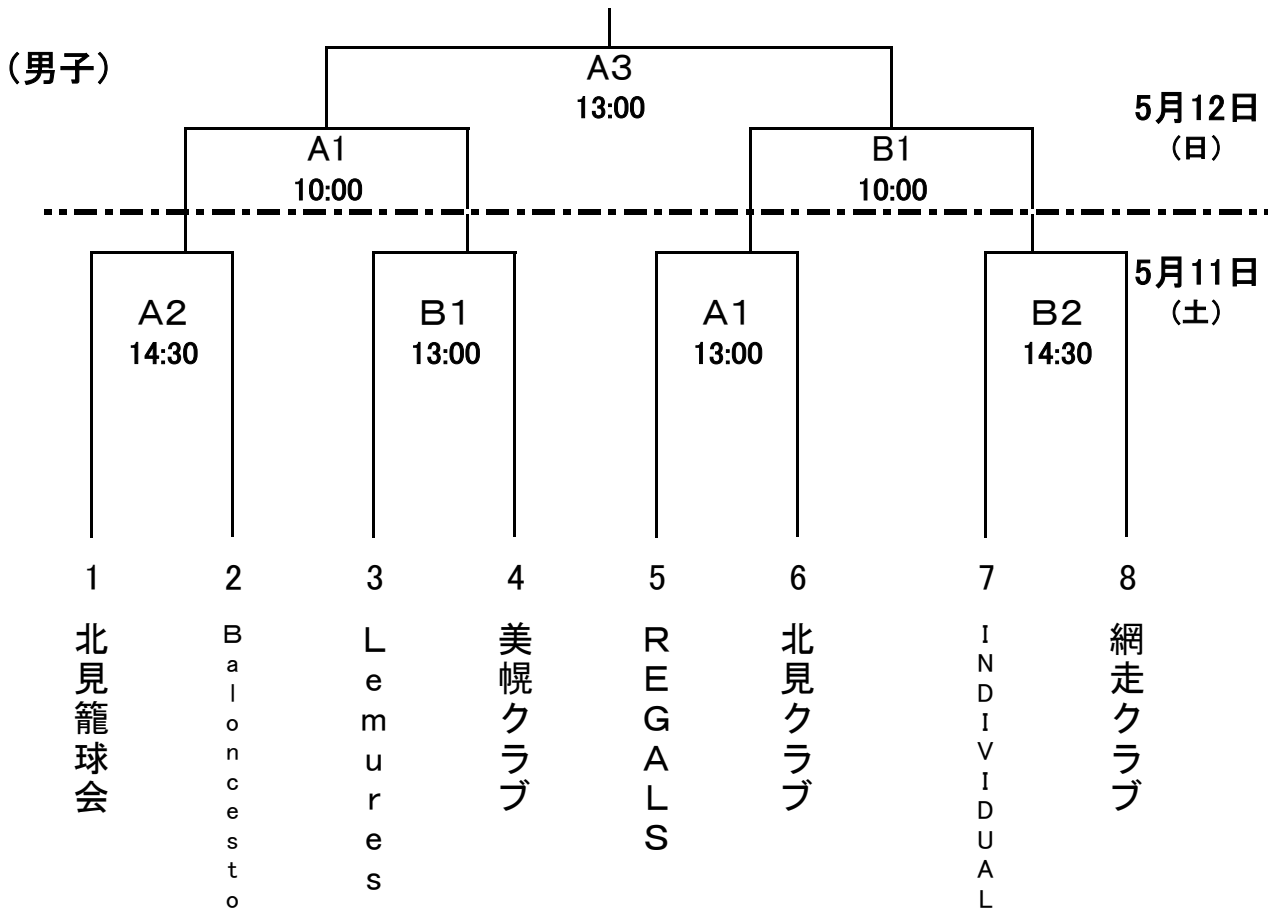 （男子）
A3
13:00
5月12日
（日）
A1
10:00
B1
10:00
5月11日
（土）
A2
14:30
B1
13:00
A1
13:00
B2
14:30
1
2
3
4
5
6
7
8
北見籠球会
Baloncesto
Lemures
美幌クラブ
REGALS
北見クラブ
INDIVIDUAL
網走クラブ